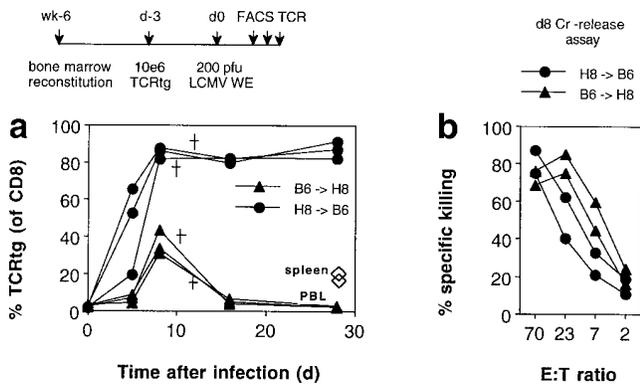 wk-6 d-3 d0 FACS TCR
bone marrow 10e6 200 pfu
reconstitution TCRtg LCMV WE
d8 Cr -release
assay
H8 -> B6
B6 -> H8
a
% TCRtg (of CD8)
100
80
60
40
20
0
† † † †
B6 -> H8
H8 -> B6
spleen
PBL
0 10 20 30
Time after infection (d)
b
% specific killing
100
80
60
40
20
0
70 23 7 2
E:T ratio